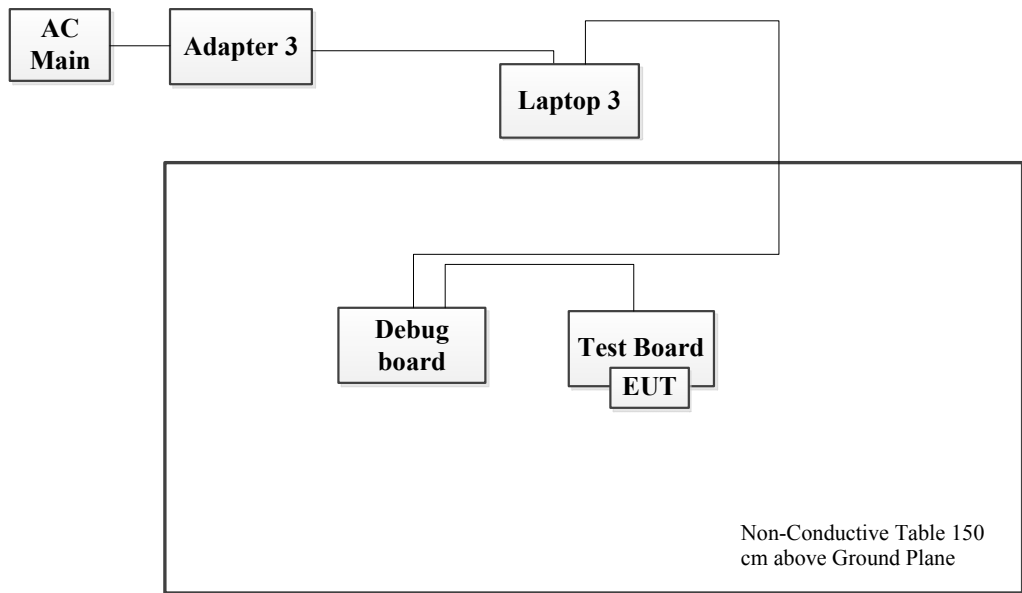 AC
Main
Adapter 3
Laptop 3
Debug
board
Test Board
EUT
Non-Conductive Table 150
cm above Ground Plane